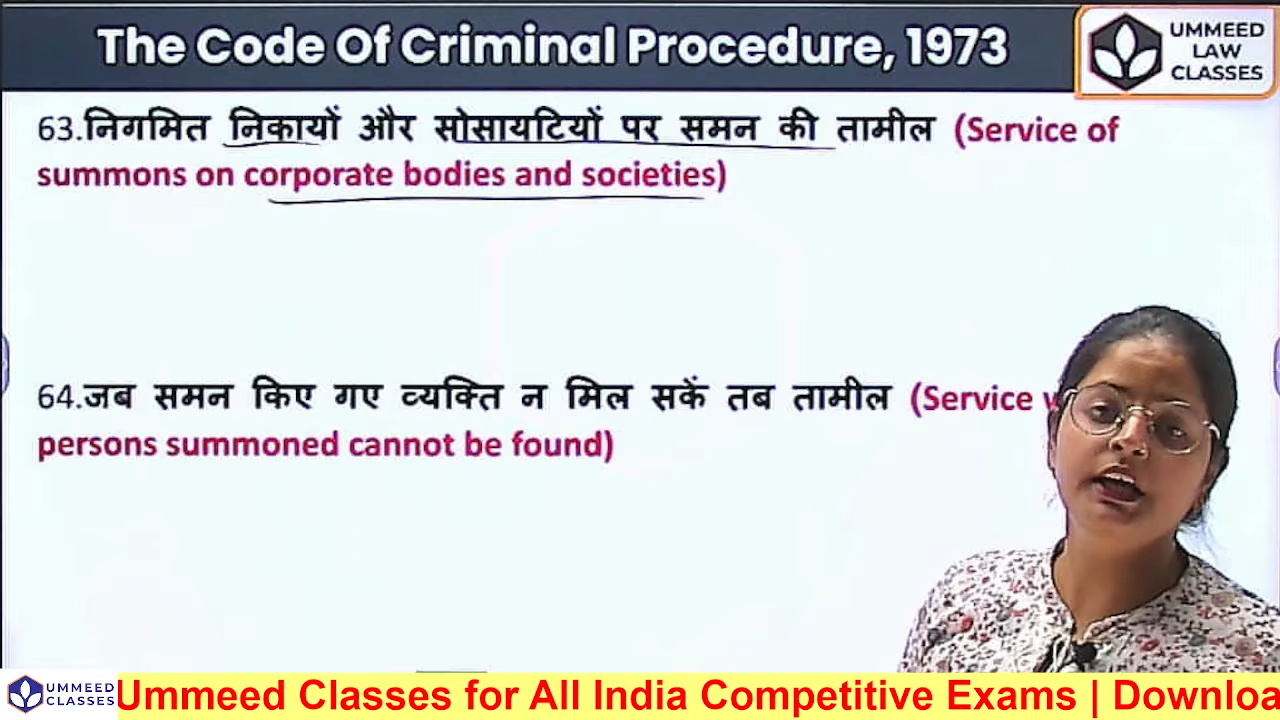 The Code Of Criminal Procedure, 1973
UMMEED
LAW
CLASSES
63.निगमित निकायों और सोसायटियों पर समन की तामील (Service of
summons on corporate bodies and societies)
64.जब समन किए गए व्यक्ति न मिल सकें तब तामील (Service
persons summoned cannot be found)
UMMEED
CLASSES
Ummeed Classes for All India Competitive Exams | Downloa